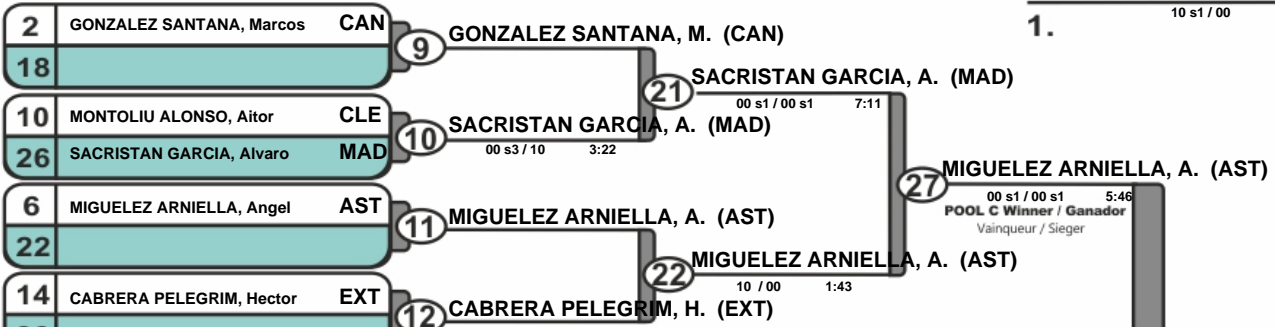 2 GONZALEZ SANTANA, Marcos CAN
18
9 GONZALEZ SANTANA, M. (CAN)
10 MONTOLIU ALONSO, Aitor CLE
26 SACRISTAN GARCIA, Alvaro MAD
10 SACRISTAN GARCIA, A. (MAD)
00 s3 / 10 3:22
21 SACRISTAN GARCIA, A. (MAD)
00 s1 / 00 s1 7:11
6 MIGUELEZ ARNIELLA, Angel AST
22
11 MIGUELEZ ARNIELLA, A. (AST)
14 CABRERA PELEGRIM, Hector EXT
12 CABRERA PELEGRIM, H. (EXT)
22 MIGUELEZ ARNIELLA, A. (AST)
10 / 00 1:43
27 MIGUELEZ ARNIELLA, A. (AST)
00 s1 / 00 s1 5:46
POOL C Winner / Ganador
Vainqueur / Sieger
10 s1 / 00
1.